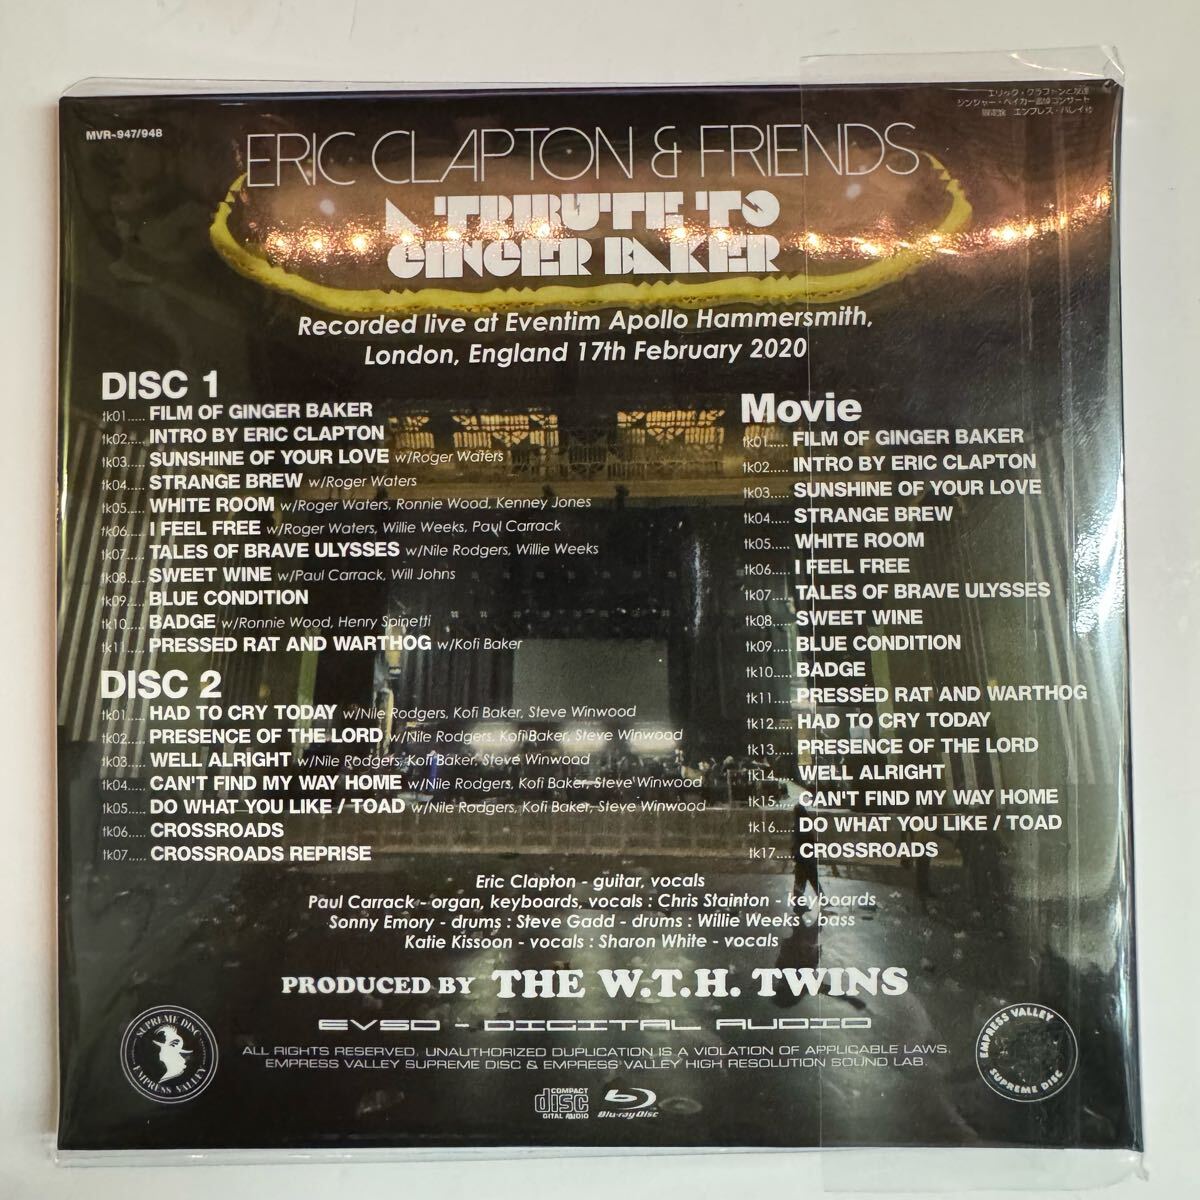 MVR-947/948
エリック・クラプトンと友達
ジンジャー・ベイカー追悼コンサート
限定盤 エンプレス・バレイ社
ERIC CLAPTON & FRIENDS
A TRIBUTE TO
GINGER BAKER
Recorded live at Eventim Apollo Hammersmith,
London, England 17th February 2020
DISC 1
tk01..... FILM OF GINGER BAKER
tk02..... INTRO BY ERIC CLAPTON
tk03..... SUNSHINE OF YOUR LOVE w/Roger Waters
tk04..... STRANGE BREW w/Roger Waters
tk05..... WHITE ROOM w/Roger Waters, Ronnie Wood, Kenney Jones
tk06..... I FEEL FREE w/Roger Waters, Willie Weeks, Paul Carrack
tk07..... TALES OF BRAVE ULYSSES w/Nile Rodgers, Willie Weeks
tk08..... SWEET WINE w/Paul Carrack, Will Johns
tk09..... BLUE CONDITION
tk10..... BADGE w/Ronnie Wood, Henry Spinetti
tk11..... PRESSED RAT AND WARTHOG w/Kofi Baker
DISC 2
tk01..... HAD TO CRY TODAY w/Nile Rodgers, Kofi Baker, Steve Winwood
tk02..... PRESENCE OF THE LORD w/Nile Rodgers, Kofi Baker, Steve Winwood
tk03..... WELL ALRIGHT w/Nile Rodgers, Kofi Baker, Steve Winwood
tk04..... CAN'T FIND MY WAY HOME w/Nile Rodgers, Kofi Baker, Steve Winwood
tk05..... DO WHAT YOU LIKE / TOAD w/Nile Rodgers, Kofi Baker, Steve Winwood
tk06..... CROSSROADS
tk07..... CROSSROADS REPRISE
Movie
tk01..... FILM OF GINGER BAKER
tk02..... INTRO BY ERIC CLAPTON
tk03..... SUNSHINE OF YOUR LOVE
tk04..... STRANGE BREW
tk05..... WHITE ROOM
tk06..... I FEEL FREE
tk07..... TALES OF BRAVE ULYSSES
tk08..... SWEET WINE
tk09..... BLUE CONDITION
tk10..... BADGE
tk11..... PRESSED RAT AND WARTHOG
tk12..... HAD TO CRY TODAY
tk13..... PRESENCE OF THE LORD
tk14..... WELL ALRIGHT
tk15..... CAN'T FIND MY WAY HOME
tk16..... DO WHAT YOU LIKE / TOAD
tk17..... CROSSROADS
Eric Clapton - guitar, vocals
Paul Carrack - organ, keyboards, vocals : Chris Stainton - keyboards
Sonny Emory - drums : Steve Gadd - drums : Willie Weeks - bass
Katie Kissoon - vocals : Sharon White - vocals
PRODUCED BY THE W.T.H. TWINS
EVSD - DIGITAL AUDIO
ALL RIGHTS RESERVED. UNAUTHORIZED DUPLICATION IS A VIOLATION OF APPLICABLE LAWS.
EMPRESS VALLEY SUPREME DISC & EMPRESS VALLEY HIGH RESOLUTION SOUND LAB.
SUPREME DISC
EMPRESS VALLEY
EMPRESS VALLEY
SUPREME DISC
COMPACT
disc
DIGITAL AUDIO
Blu-ray Disc